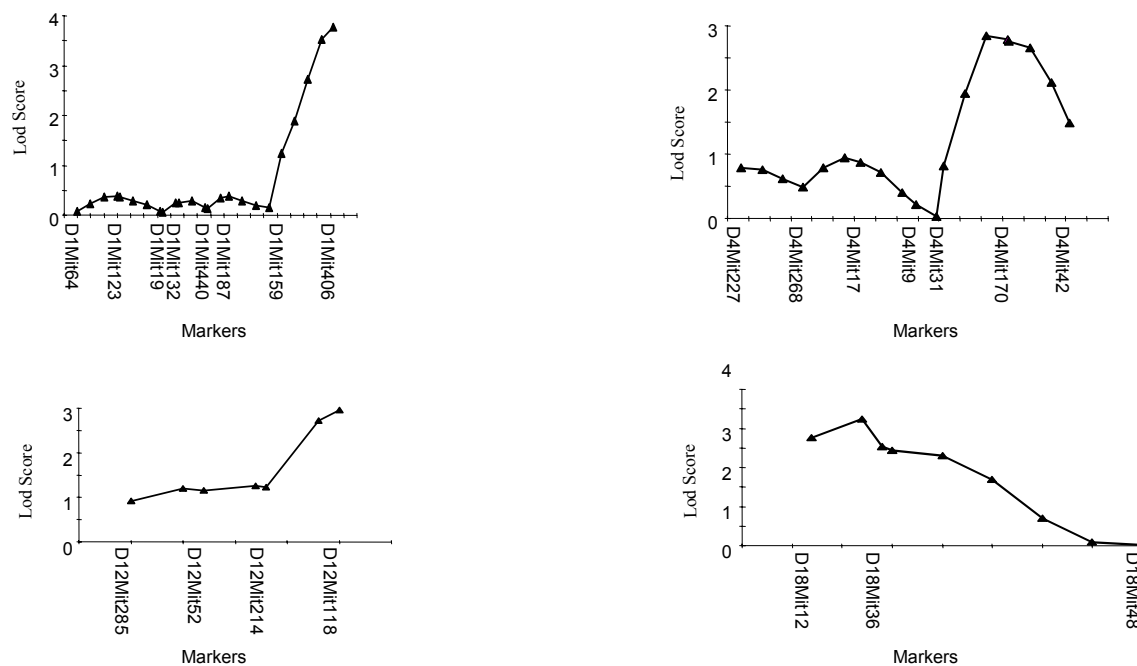 4
3
2
1
0
Lod Score
D1Mit64
D1Mit123
D1Mit19
D1Mit132
D1Mit440
D1Mit187
D1Mit159
D1Mit406
Markers
3
2
1
0
Lod Score
D4Mit227
D4Mit268
D4Mit17
D4Mit9
D4Mit31
D4Mit170
D4Mit42
Markers
3
2
1
0
Lod Score
D12Mit285
D12Mit52
D12Mit214
D12Mit118
Markers
4
3
2
1
0
Lod Score
D18Mit12
D18Mit36
D18Mit48
Markers